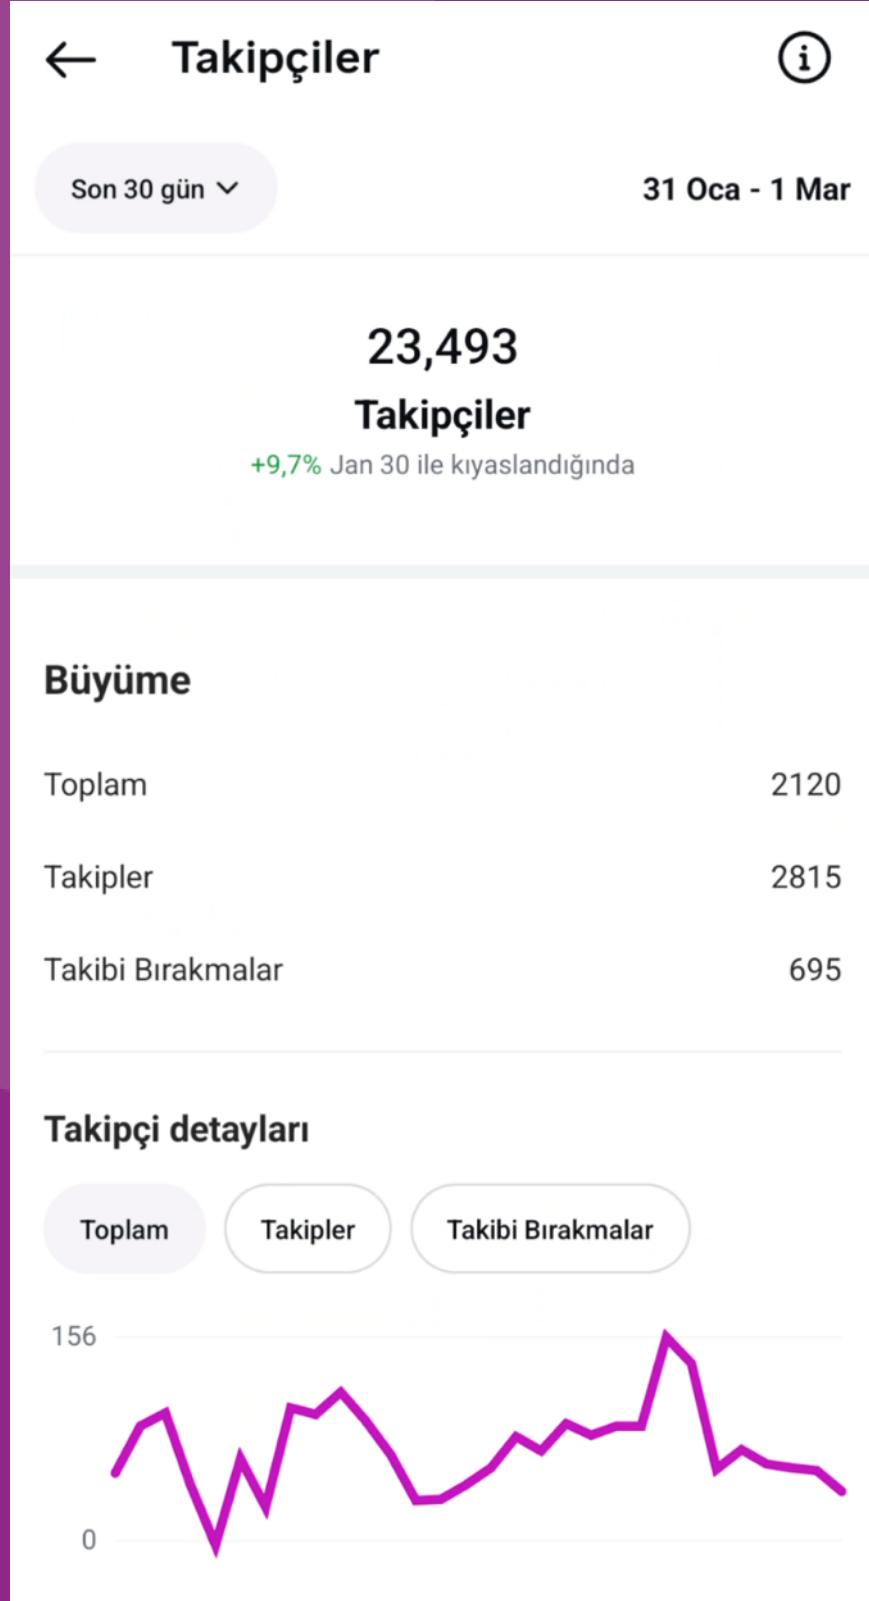 Takipçiler
Son 30 gün
31 Oca - 1 Mar
23,493
Takipçiler
+9,7% Jan 30 ile kıyaslandığında
Büyüme
Toplam 2120
Takipler 2815
Takibi Bırakmalar 695
Takipçi detayları
Toplam Takipler Takibi Bırakmalar
156
0